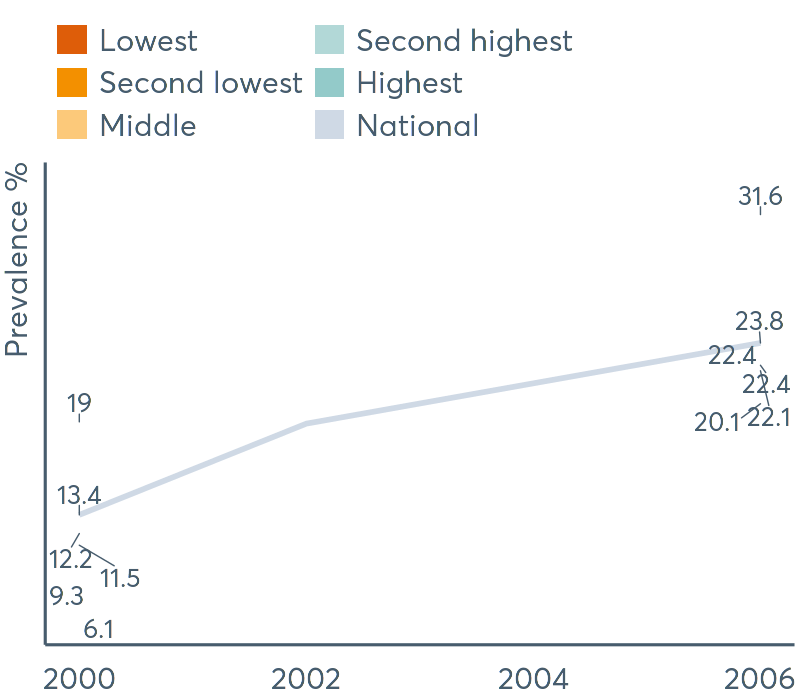 Lowest
Second lowest
Middle
Second highest
Highest
National
Prevalence %
31.6
23.8
22.4
22.4
20.1
22.1
19
13.4
12.2
11.5
9.3
6.1
2000 2002 2004 2006